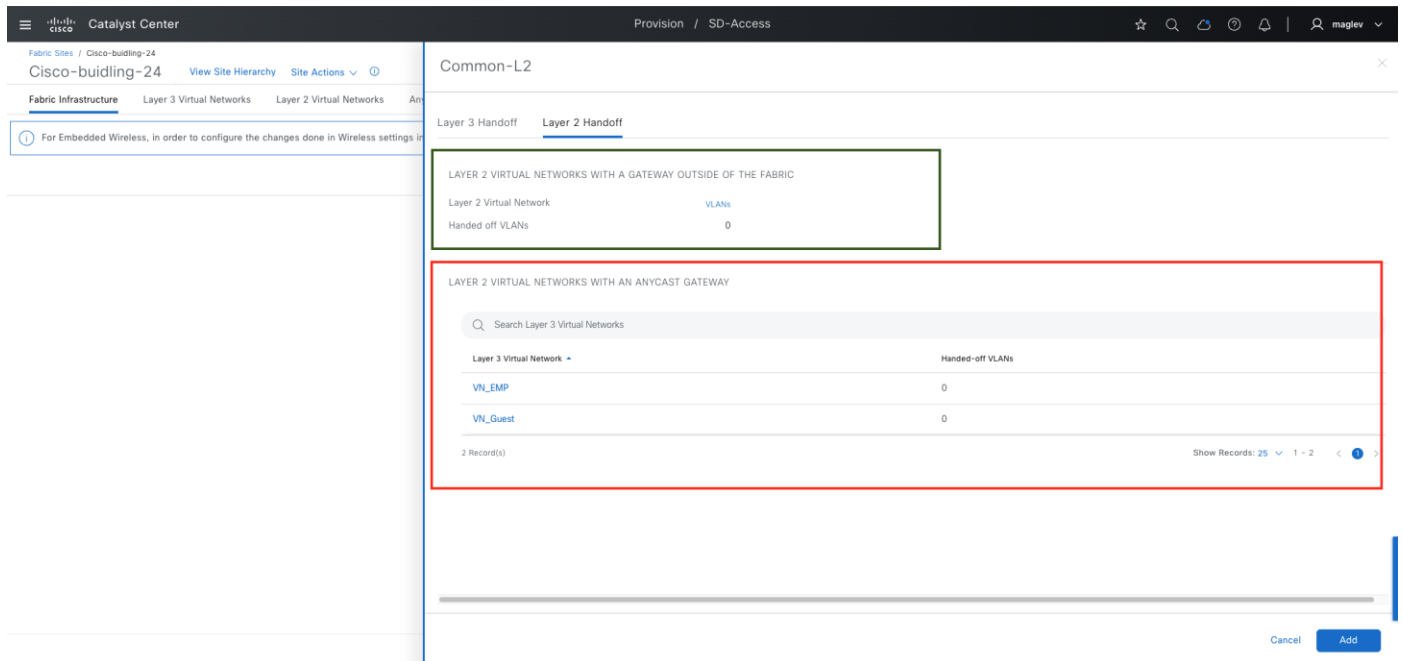 CISCO Catalyst Center
Provision / SD-Access
maglev
Fabric Sites / Cisco-buidling-24
Cisco-buidling-24 View Site Hierarchy Site Actions
Fabric Infrastructure Layer 3 Virtual Networks Layer 2 Virtual Networks Any
For Embedded Wireless, in order to configure the changes done in Wireless settings in
Common-L2
Layer 3 Handoff Layer 2 Handoff
LAYER 2 VIRTUAL NETWORKS WITH A GATEWAY OUTSIDE OF THE FABRIC
Layer 2 Virtual Network VLANs
Handed off VLANs 0
LAYER 2 VIRTUAL NETWORKS WITH AN ANYCAST GATEWAY
Search Layer 3 Virtual Networks
Layer 3 Virtual Network Handed-off VLANs
VN_EMP 0
VN_Guest 0
2 Record(s) Show Records: 25 1 - 2 1
Cancel Add